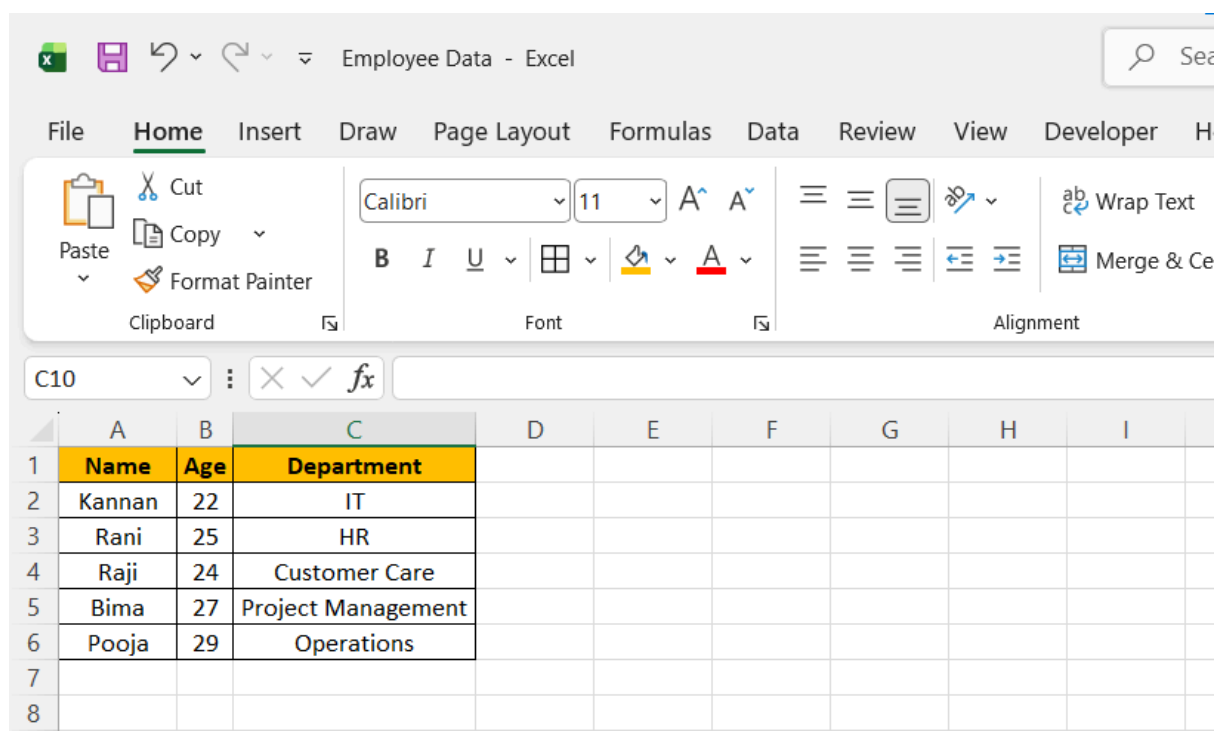 Employee Data - Excel
File Home Insert Draw Page Layout Formulas Data Review View Developer
Cut
Copy
Paste
Format Painter
Clipboard
Calibri 11 A A
B I U A
Font
ab Wrap Text
Merge &
Alignment
C10 fx
A B C D E F G H I
1 Name Age Department
2 Kannan 22 IT
3 Rani 25 HR
4 Raji 24 Customer Care
5 Bima 27 Project Management
6 Pooja 29 Operations
7
8